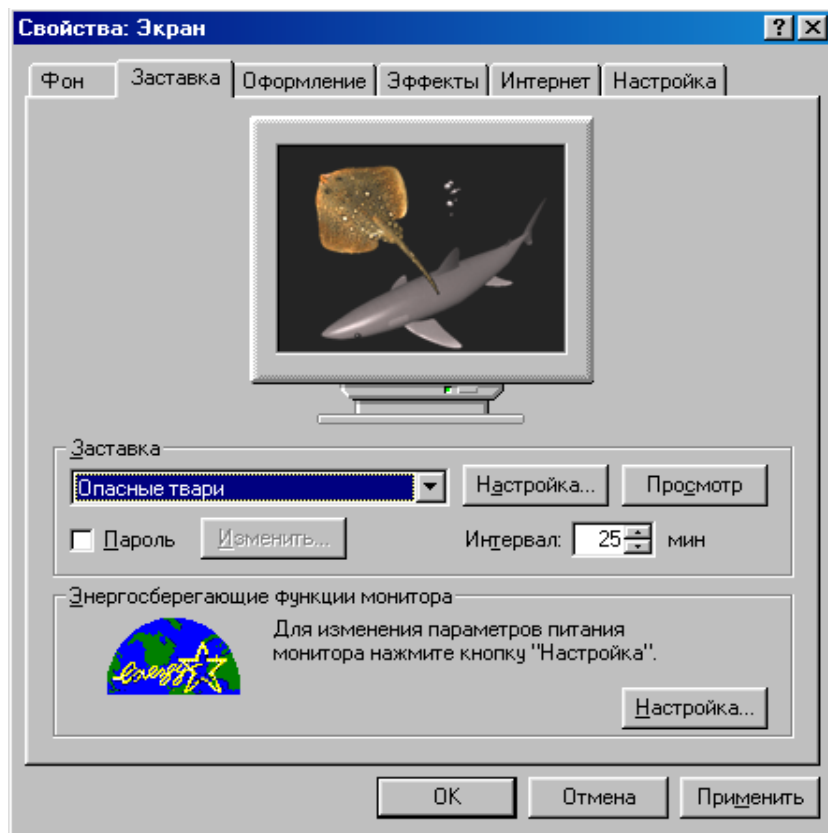 Свойства: Экран
Фон Заставка Оформление Эффекты Интернет Настройка
Заставка
Опасные твари Настройка... Просмотр
Пароль Изменить... Интервал: 25 мин
Энергосберегающие функции монитора
Для изменения параметров питания
монитора нажмите кнопку "Настройка".
energy
Настройка...
OK Отмена Применить